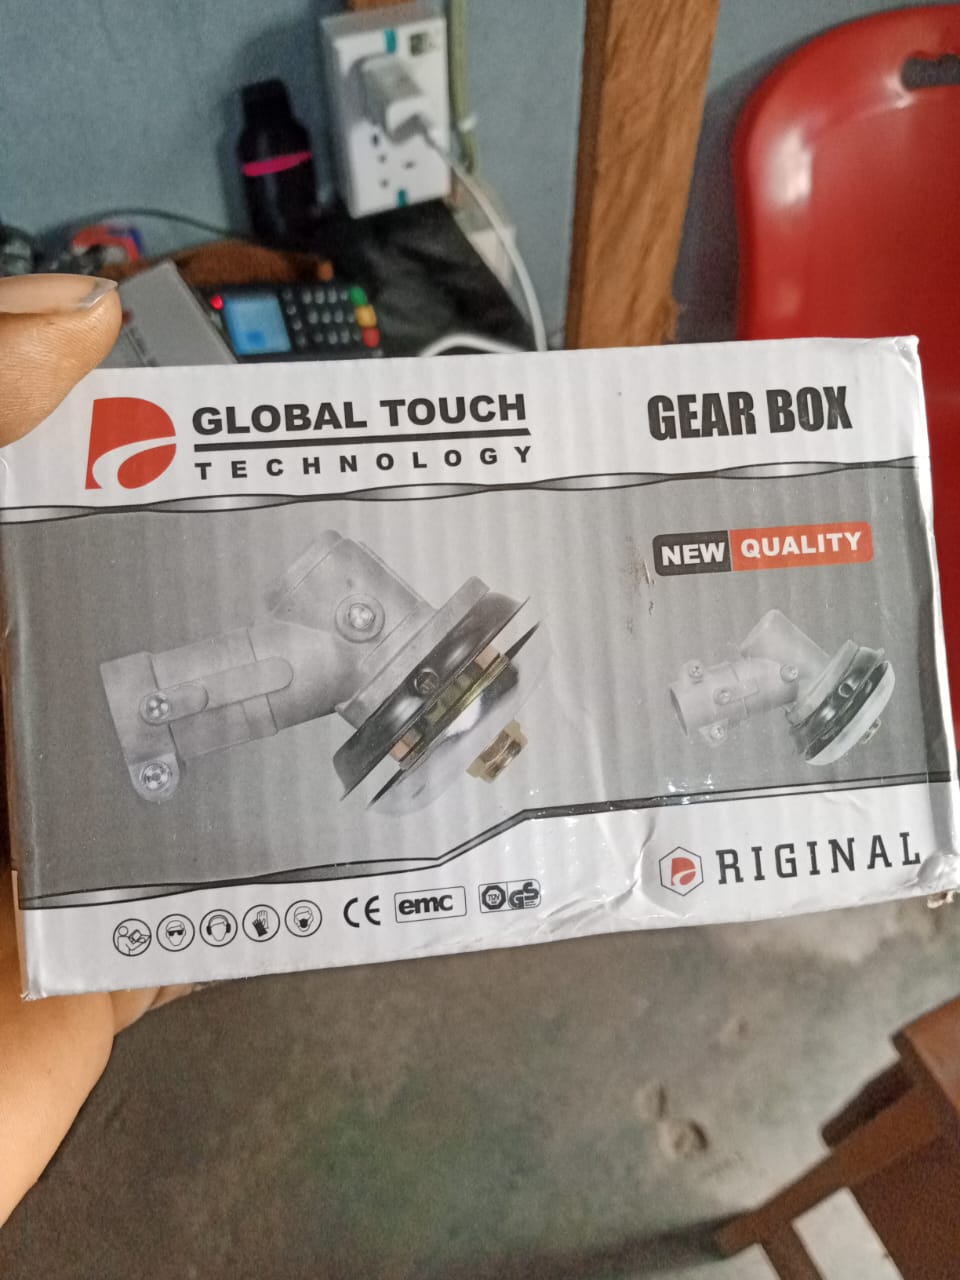 GLOBAL TOUCH
TECHNOLOGY
GEAR BOX
NEW QUALITY
RIGINAL
CE emc GS